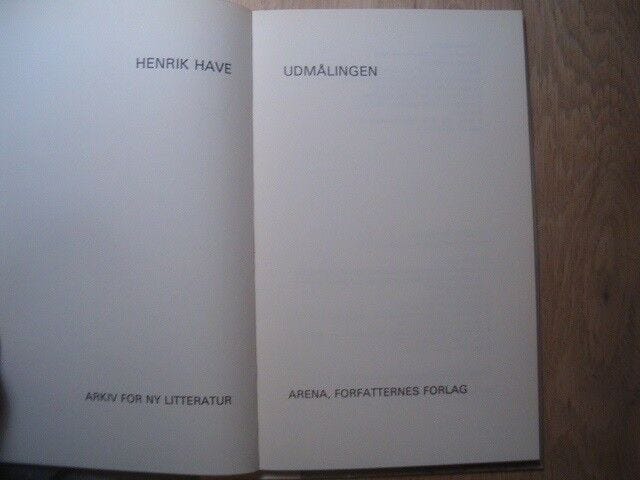 HENRIK HAVE
ARKIV FOR NY LITTERATUR
UDMÅLINGEN
ARENA, FORFATTERNES FORLAG